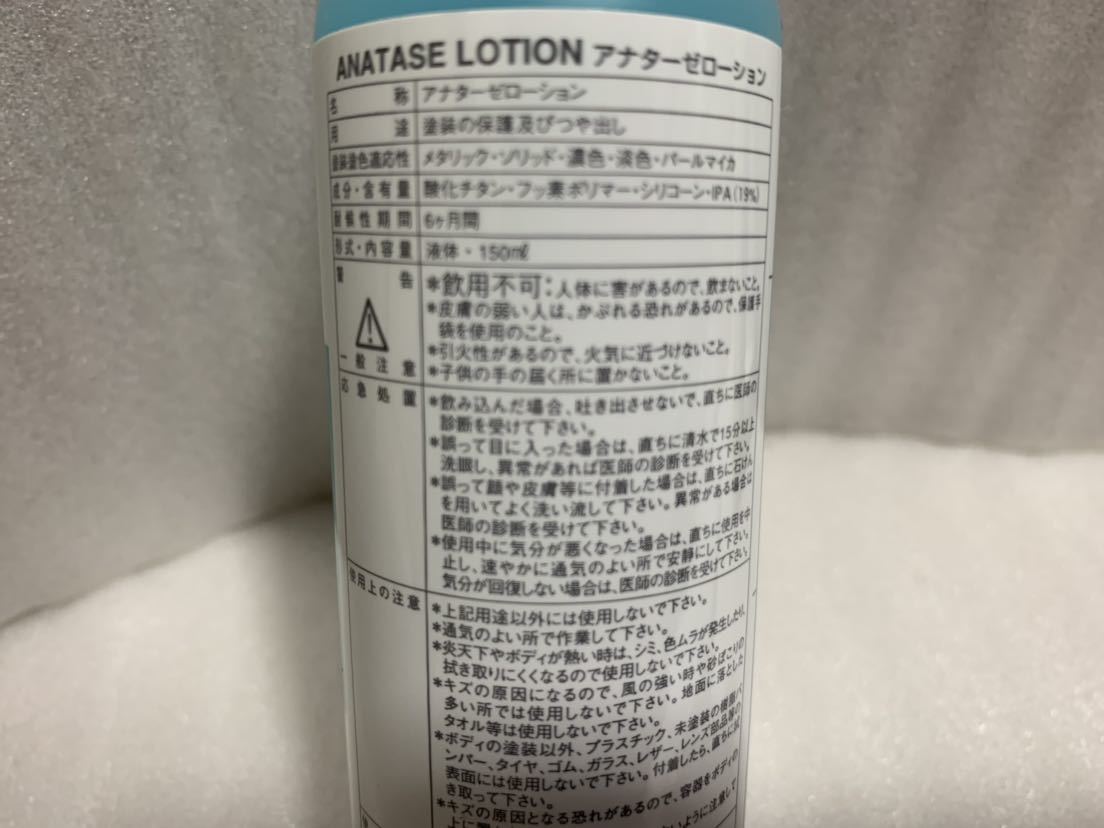 ANATASE LOTION アナターゼローション
名称 アナターゼローション
用途 塗装の保護及びつや出し
塗装塗色適応性 メタリック・ソリッド・濃色・淡色・パールマイカ
成分・含有量 酸化チタン・フッ素ポリマー・シリコーン・IPA(19%)
耐候性期間 6ヶ月間
形式・内容量 液体・150mℓ
警告 *飲用不可:人体に害があるので、飲まないこと。
*皮膚の弱い人は、かぶれる恐れがあるので、保護手
袋を使用のこと。
*引火性があるので、火気に近づけないこと。
一般注意 *子供の手の届く所に置かないこと。
応急処置 *飲み込んだ場合、吐き出させないで、直ちに医師の
診断を受けて下さい。
*誤って目に入った場合は、直ちに清水で15分以上
洗眼し、異常があれば医師の診断を受けて下さい。
*誤って顔や皮膚等に付着した場合は、直ちに石けん
を用いてよく洗い流して下さい。異常がある場合は
医師の診断を受けて下さい。
*使用中に気分が悪くなった場合は、直ちに使用を中
止し、速やかに通気のよい所で安静にして下さい。
気分が回復しない場合は、医師の診断を受けて下さい。
使用上の注意 *上記用途以外には使用しないで下さい。
*通気のよい所で作業して下さい。
*炎天下やボディが熱い時は、シミ、色ムラが発生したり、
拭き取りにくくなるので使用しないで下さい。
*キズの原因になるので、風の強い時や砂ぼこりの
多い所では使用しないで下さい。地面に落とした
タオル等は使用しないで下さい。
*ボディの塗装以外、プラスチック、未塗装の樹脂バ
ンパー、タイヤ、ゴム、ガラス、レザー、レンズ部品等の
表面には使用しないで下さい。付着したら、直ちに拭
き取って下さい。
*キズの原因となる恐れがあるので、容器をボディの